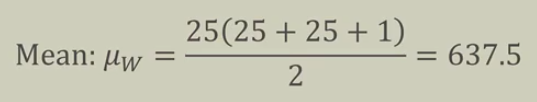 Mean: μ_W = 25(25 + 25 + 1) / 2 = 637.5